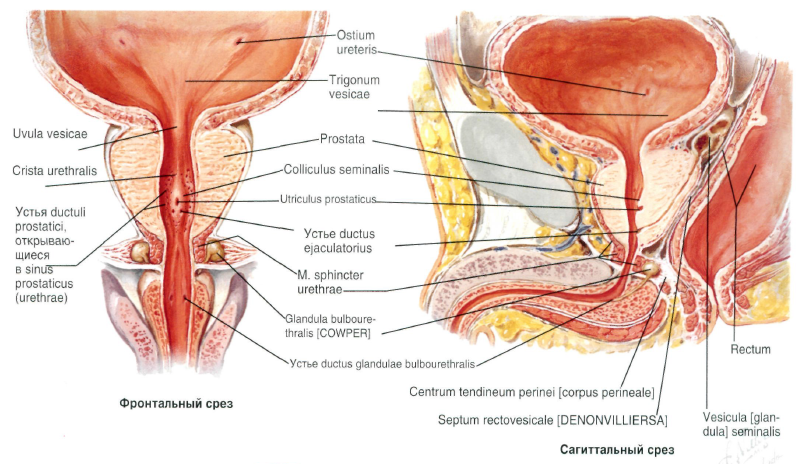 Ostium
ureteris
Trigonum
vesicae
Uvula vesicae
Prostata
Crista urethralis
Colliculus seminalis
Utriculus prostaticus
Устья ductuli
prostatici,
открываю-
щиеся
в sinus
prostaticus
(urethrae)
Устье ductus
ejaculatorius
M. sphincter
urethrae
Glandula bulboure-
thralis [COWPER]
Устье ductus glandulae bulbourethralis
Rectum
Centrum tendineum perinei [corpus perineale]
Septum rectovesicale [DENONVILLIERSA]
Vesicula [glan-
dula] seminalis
Фронтальный срез
Сагиттальный срез